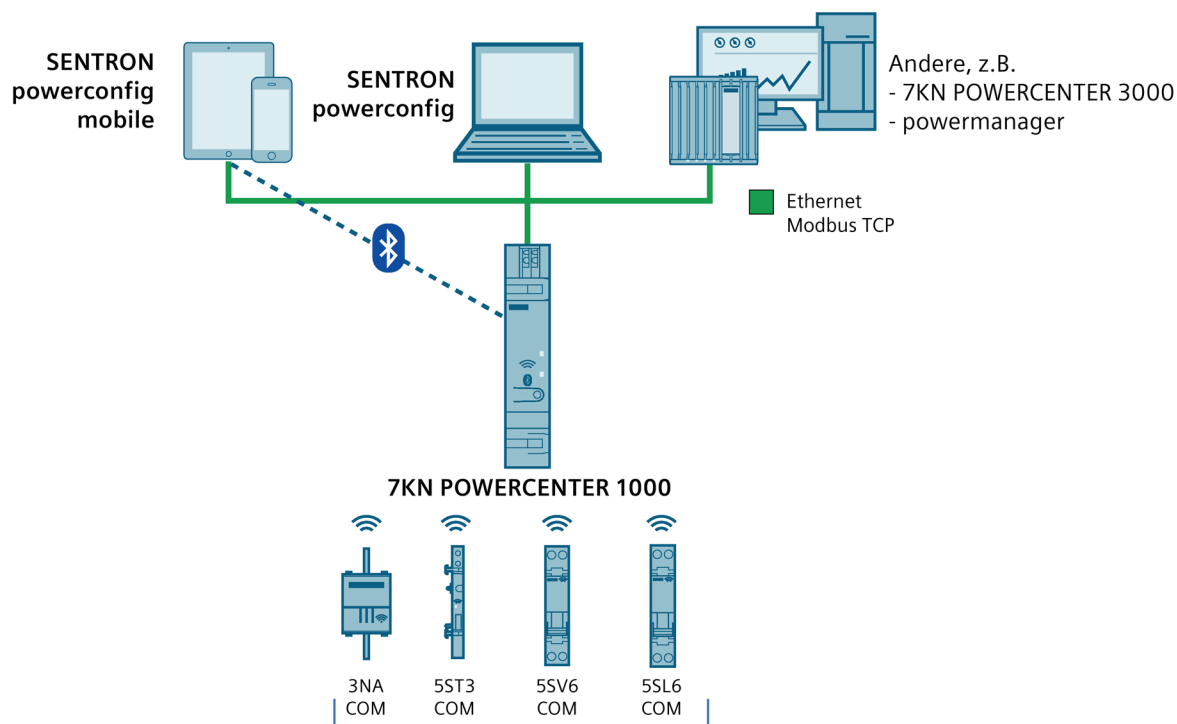 SENTRON
powerconfig
mobile
SENTRON
powerconfig
Andere, z.B.
- 7KN POWERCENTER 3000
- powermanager
Ethernet
Modbus TCP
7KN POWERCENTER 1000
3NA
COM
5ST3
COM
5SV6
COM
5SL6
COM